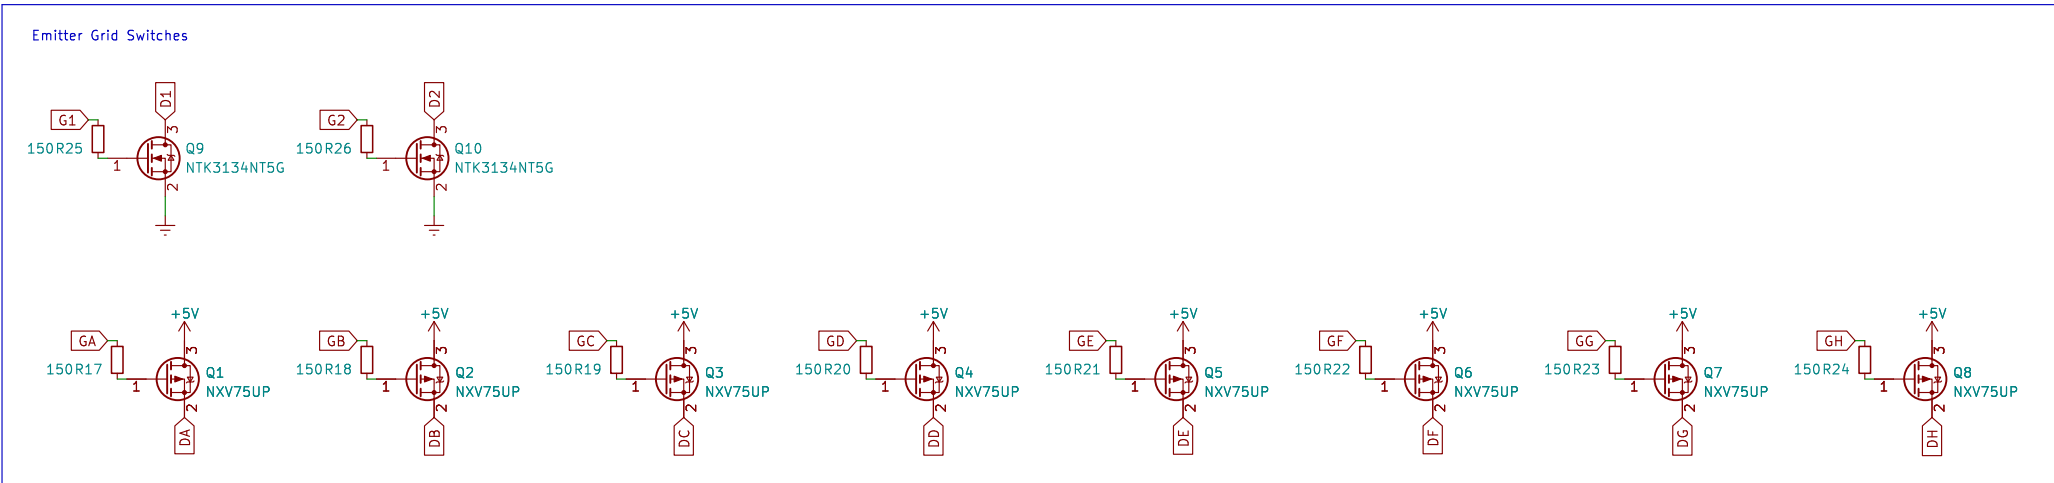 Emitter Grid Switches
D1
G1
3
150R25
1
Q9
NTK3134NT5G
2
D2
G2
3
150R26
1
Q10
NTK3134NT5G
2
+5V
GA
3
150R17
1
Q1
NXV75UP
2
DA
+5V
GB
3
150R18
1
Q2
NXV75UP
2
DB
+5V
GC
3
150R19
1
Q3
NXV75UP
2
DC
+5V
GD
3
150R20
1
Q4
NXV75UP
2
DD
+5V
GE
3
150R21
1
Q5
NXV75UP
2
DE
+5V
GF
3
150R22
1
Q6
NXV75UP
2
DF
+5V
GG
3
150R23
1
Q7
NXV75UP
2
DG
+5V
GH
3
150R24
1
Q8
NXV75UP
2
DH